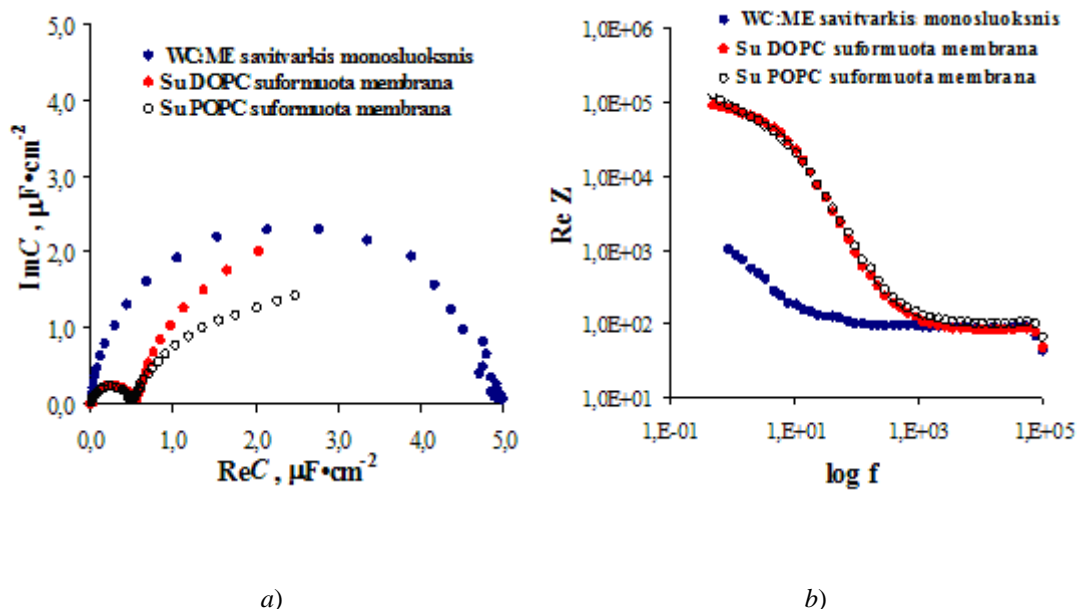 5,0
4,0
3,0
2,0
1,0
0,0
ImC , µF•cm-2
WC:ME savitvarkis monosluoksnis
Su DOPC suformuota membrana
Su POPC suformuota membrana
0,0 1,0 2,0 3,0 4,0 5,0
ReC , µF•cm-2
a)
WC:ME savitvarkis monosluoksnis
Su DOPC suformuota membrana
Su POPC suformuota membrana
1,0E+06
1,0E+05
1,0E+04
1,0E+03
1,0E+02
1,0E+01
Re Z
1,E-01 1,E+01 1,E+03 1,E+05
log f
b)